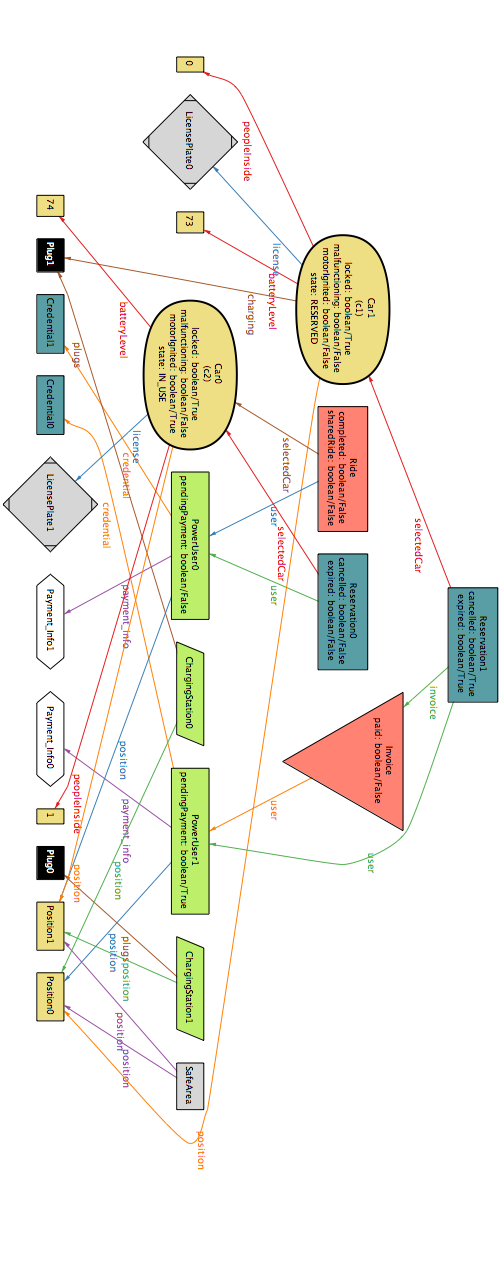 Reservation1
cancelled: boolean/True
expired: boolean/True
selectedCar
invoice
user
Car1
(c1)
locked: boolean/True
malfunctioning: boolean/False
motorIgnited: boolean/False
state: RESERVED
Ride
completed: boolean/False
sharedRide: boolean/False
Reservation0
cancelled: boolean/True
expired: boolean/False
Invoice
paid: boolean/False
peopleInside
license
batteryLevel
charging
selectedCar
user
selectedCar
user
user
position
0
LicensePlate0
73
Car0
(c2)
locked: boolean/True
malfunctioning: boolean/False
motorIgnited: boolean/True
state: IN_USE
PowerUser0
pendingPayment: boolean/False
ChargingStation0
PowerUser1
pendingPayment: boolean/True
ChargingStation1
SafeArea
batteryLevel
plugs
license
credential
credential
payment_info
position
peopleInside
payment_info
position
position
plugs
position
position
position
position
74
Plug1
Credential1
Credential0
LicensePlate1
Payment_Info1
Payment_Info0
1
Plug0
Position1
Position0